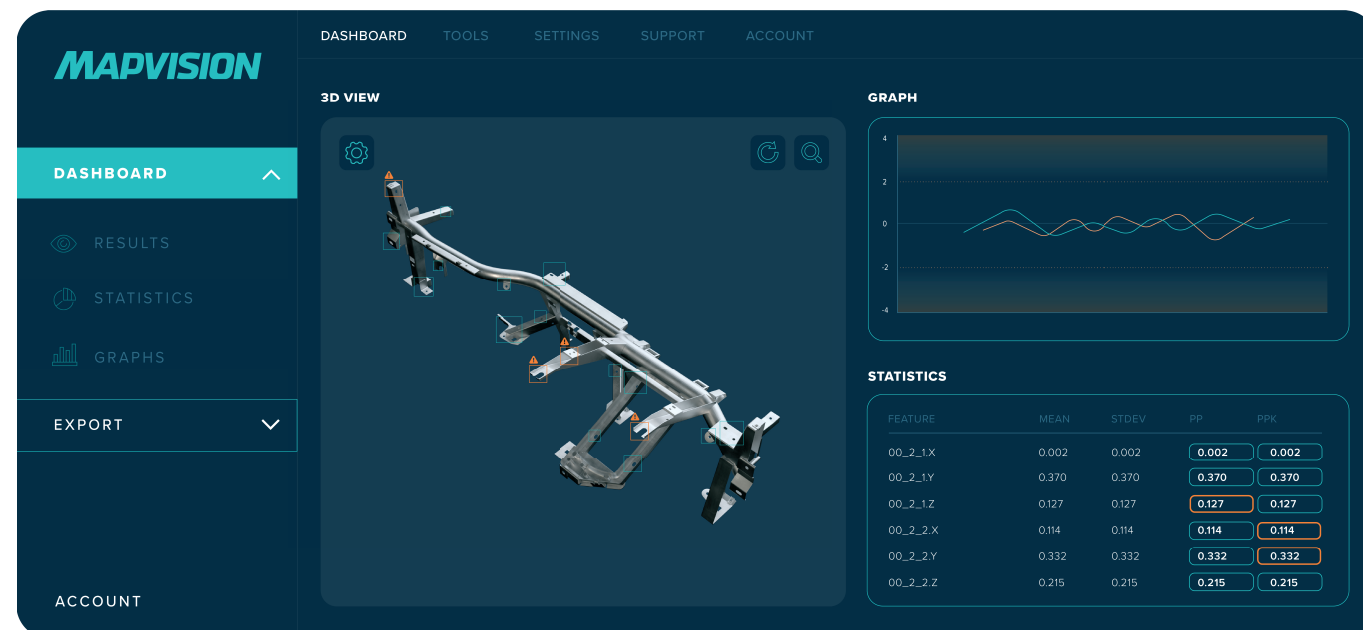 MAPVISION
DASHBOARD TOOLS SETTINGS SUPPORT ACCOUNT
DASHBOARD
RESULTS
STATISTICS
GRAPHS
EXPORT
ACCOUNT
3D VIEW
GRAPH
4
2
0
-2
-4
STATISTICS
FEATURE MEAN STDEV PP PPK
00_2_1.X 0.002 0.002 0.002 0.002
00_2_1.Y 0.370 0.370 0.370 0.370
00_2_1.Z 0.127 0.127 0.127 0.127
00_2_2.X 0.114 0.114 0.114 0.114
00_2_2.Y 0.332 0.332 0.332 0.332
00_2_2.Z 0.215 0.215 0.215 0.215